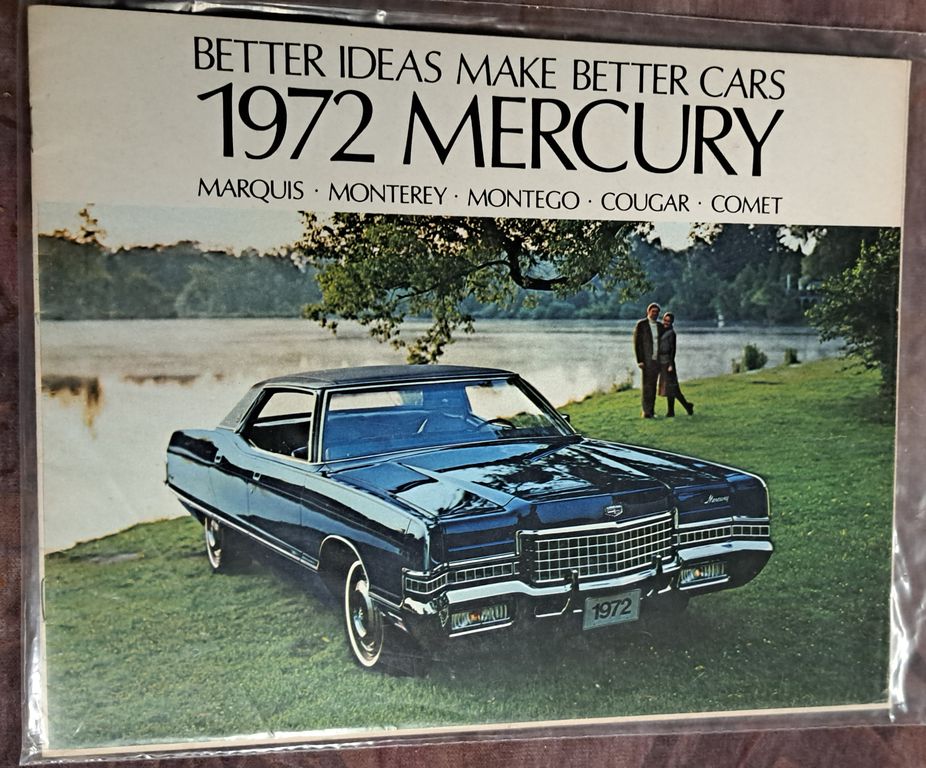 BETTER IDEAS MAKE BETTER CARS
1972 MERCURY
MARQUIS · MONTEREY · MONTEGO · COUGAR · COMET
Mercury
1972